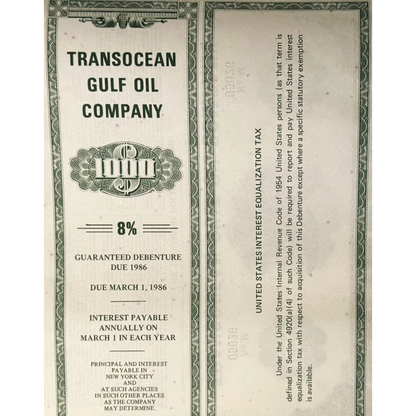 TRANSOCEAN
GULF OIL
COMPANY
$1000
8%
GUARANTEED DEBENTURE
DUE 1986
DUE MARCH 1, 1986
INTEREST PAYABLE
ANNUALLY ON
MARCH 1 IN EACH YEAR
PRINCIPAL AND INTEREST
PAYABLE IN
NEW YORK CITY
AND
AT SUCH AGENCIES
IN SUCH OTHER PLACES
AS THE COMPANY
MAY DETERMINE
UNITED STATES INTEREST EQUALIZATION TAX
Under the United States Internal Revenue Code of 1954 United States persons (as that term is
defined in Section 4920(a)(4) of such Code) will be required to report and pay United States interest
equalization tax with respect to acquisition of this Debenture except where a specific statutory exemption
is available.